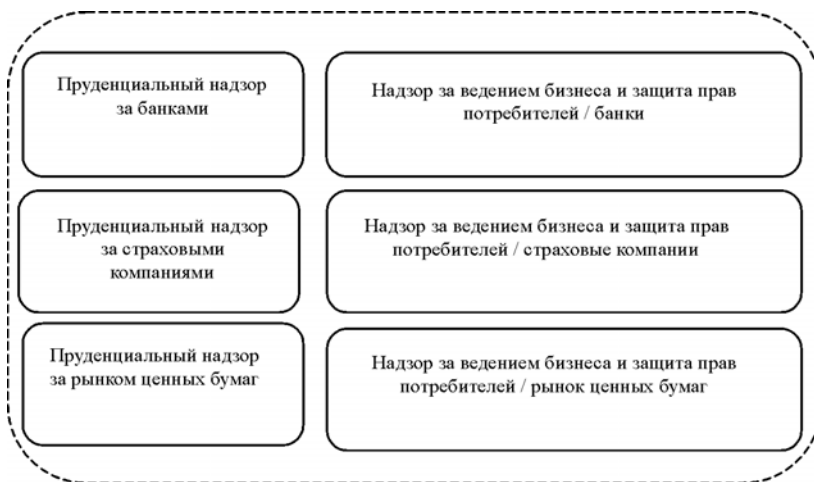 Пруденциальный надзор
за банками
Надзор за ведением бизнеса и защита прав
потребителей / банки
Пруденциальный надзор
за страховыми
компаниями
Надзор за ведением бизнеса и защита прав
потребителей / страховые компании
Пруденциальный надзор
за рынком ценных бумаг
Надзор за ведением бизнеса и защита прав
потребителей / рынок ценных бумаг